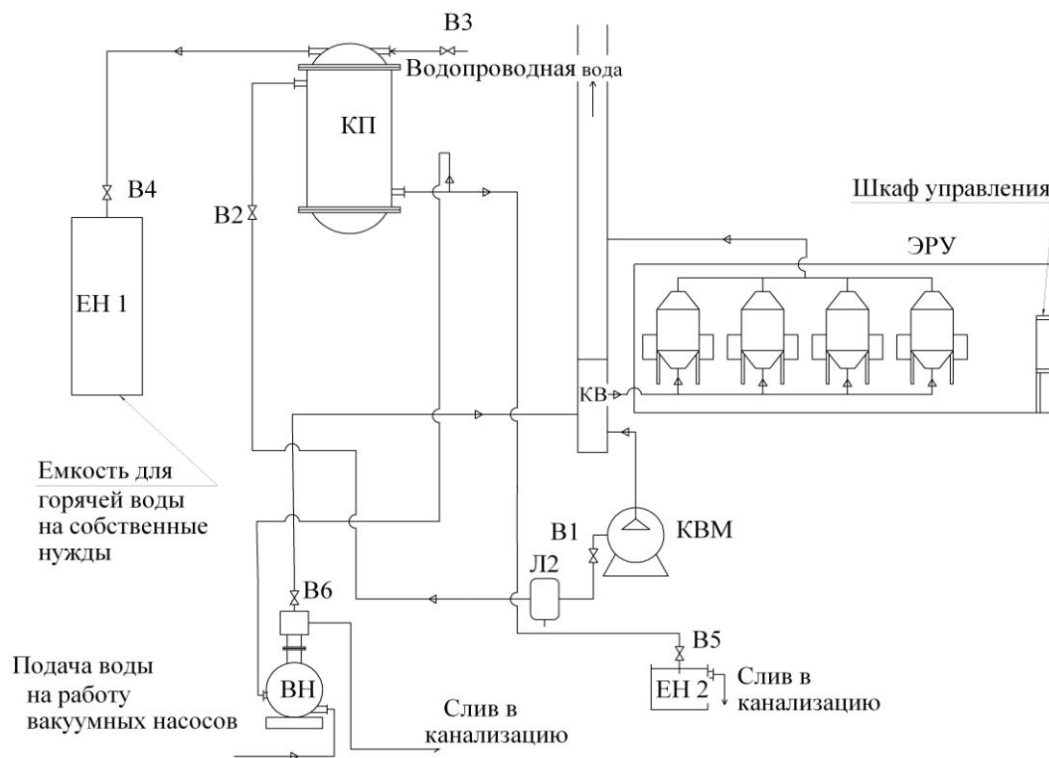 В3
Водопроводная вода
КП
В4
В2
Шкаф управления
ЭРУ
ЕН 1
КВ
Емкость для
горячей воды
на собственные
нужды
В1
КВМ
Л2
В6
В5
Подача воды
на работу
вакуумных насосов
ВН
ЕН 2
Слив в
канализацию
Слив в
канализацию